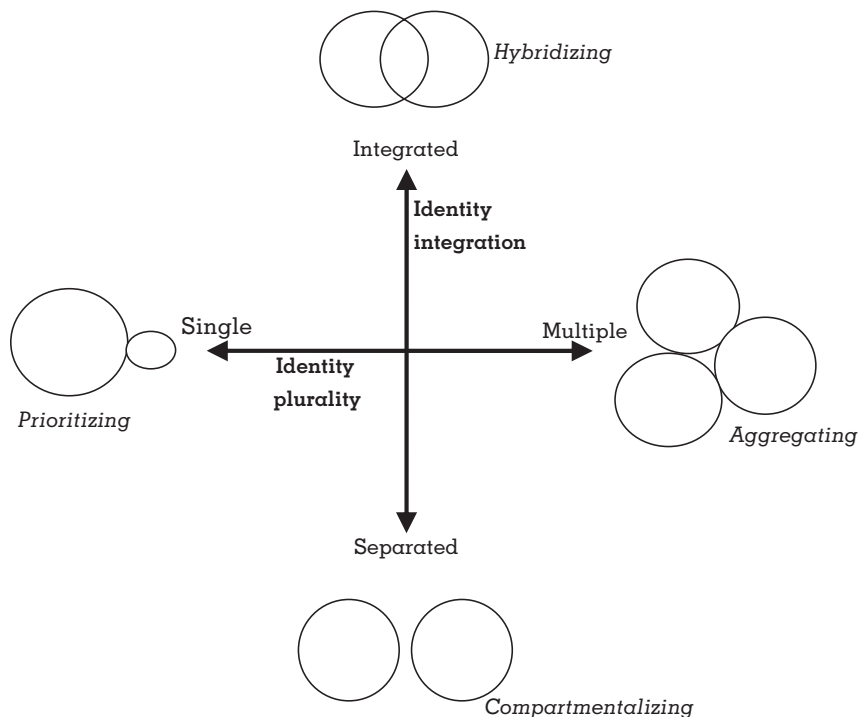 Hybridizing
Integrated
Identity
integration
Single
Multiple
Identity
plurality
Prioritizing
Aggregating
Separated
Compartmentalizing